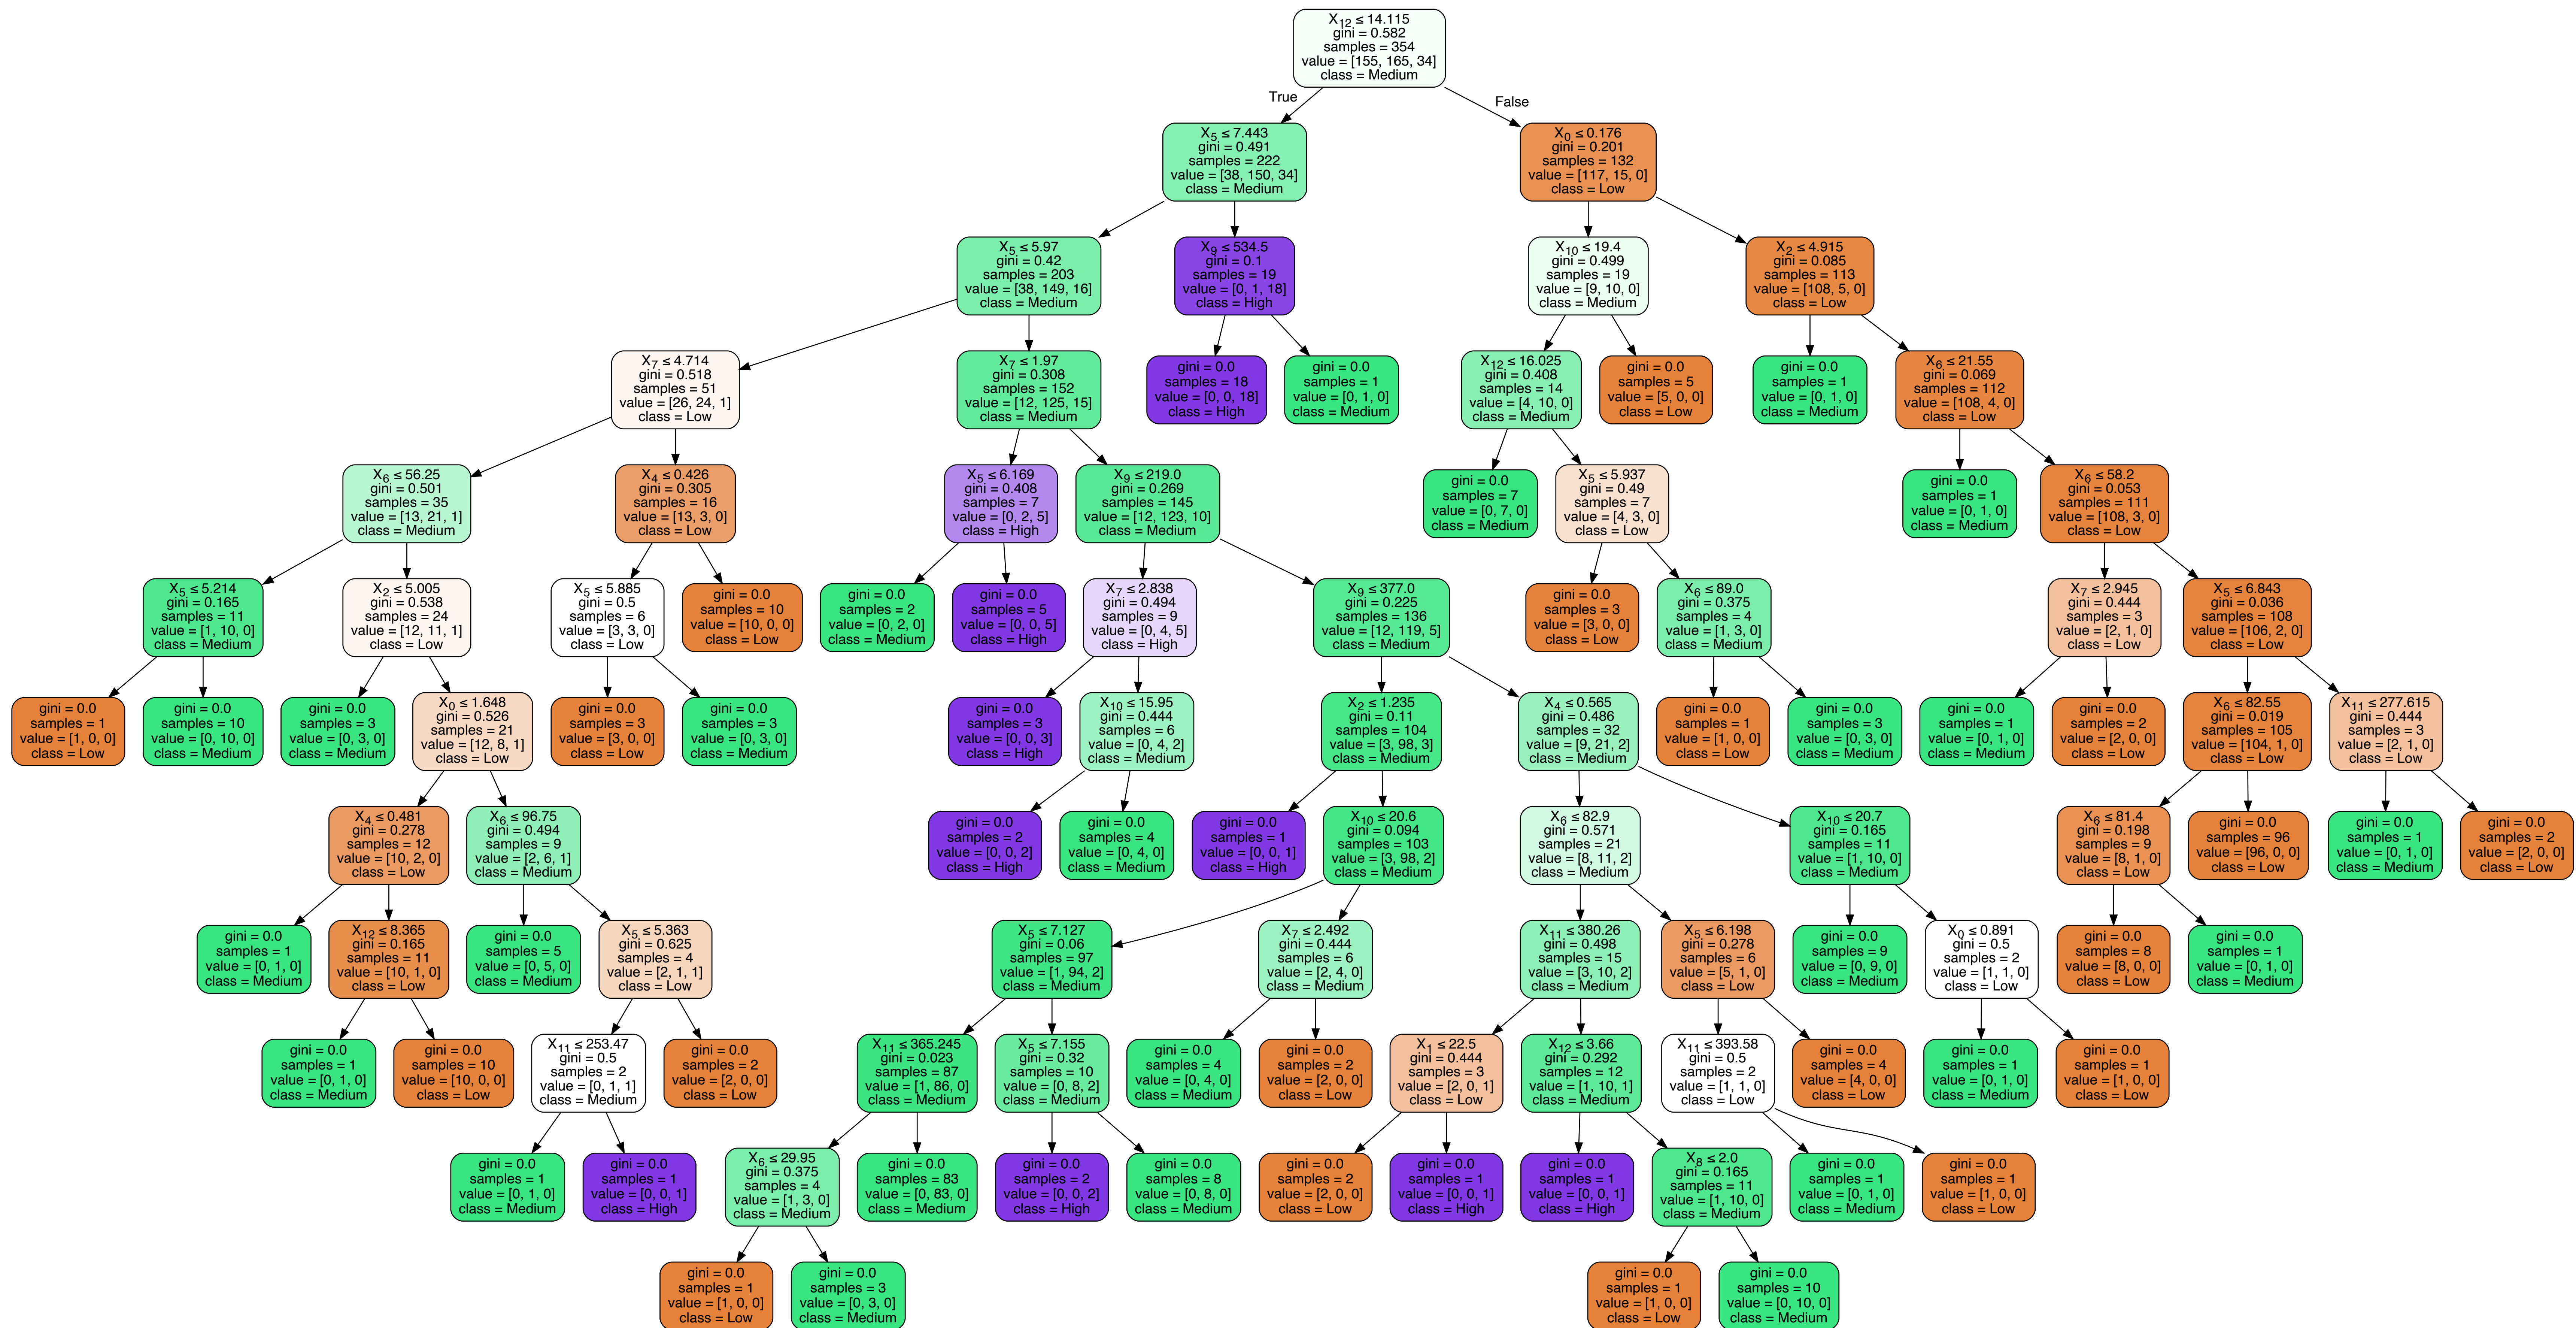 X12 ≤ 14.115
gini = 0.582
samples = 354
value = [155, 165, 34]
class = Medium
True
False
X5 ≤ 7.443
gini = 0.491
samples = 222
value = [38, 150, 34]
class = Medium
X0 ≤ 0.176
gini = 0.201
samples = 132
value = [117, 15, 0]
class = Low
X5 ≤ 5.97
gini = 0.42
samples = 203
value = [38, 149, 16]
class = Medium
X9 ≤ 534.5
gini = 0.1
samples = 19
value = [0, 1, 18]
class = High
X10 ≤ 19.4
gini = 0.499
samples = 19
value = [9, 10, 0]
class = Medium
X2 ≤ 4.915
gini = 0.085
samples = 113
value = [108, 5, 0]
class = Low
X7 ≤ 4.714
gini = 0.518
samples = 51
value = [26, 24, 1]
class = Low
X7 ≤ 1.97
gini = 0.308
samples = 152
value = [12, 125, 15]
class = Medium
gini = 0.0
samples = 18
value = [0, 0, 18]
class = High
gini = 0.0
samples = 1
value = [0, 1, 0]
class = Medium
X12 ≤ 16.025
gini = 0.408
samples = 14
value = [4, 10, 0]
class = Medium
gini = 0.0
samples = 5
value = [5, 0, 0]
class = Low
gini = 0.0
samples = 1
value = [0, 1, 0]
class = Medium
X6 ≤ 21.55
gini = 0.069
samples = 112
value = [108, 4, 0]
class = Low
X6 ≤ 56.25
gini = 0.501
samples = 35
value = [13, 21, 1]
class = Medium
X4 ≤ 0.426
gini = 0.305
samples = 16
value = [13, 3, 0]
class = Low
X5 ≤ 6.169
gini = 0.408
samples = 7
value = [0, 2, 5]
class = High
X9 ≤ 219.0
gini = 0.269
samples = 145
value = [12, 123, 10]
class = Medium
gini = 0.0
samples = 7
value = [0, 7, 0]
class = Medium
X5 ≤ 5.937
gini = 0.49
samples = 7
value = [4, 3, 0]
class = Low
gini = 0.0
samples = 1
value = [0, 1, 0]
class = Medium
X6 ≤ 58.2
gini = 0.053
samples = 111
value = [108, 3, 0]
class = Low
X5 ≤ 5.214
gini = 0.165
samples = 11
value = [1, 10, 0]
class = Medium
X2 ≤ 5.005
gini = 0.538
samples = 24
value = [12, 11, 1]
class = Low
X5 ≤ 5.885
gini = 0.5
samples = 6
value = [3, 3, 0]
class = Low
gini = 0.0
samples = 10
value = [10, 0, 0]
class = Low
gini = 0.0
samples = 2
value = [0, 2, 0]
class = Medium
gini = 0.0
samples = 5
value = [0, 0, 5]
class = High
X7 ≤ 2.838
gini = 0.494
samples = 9
value = [0, 4, 5]
class = High
X9 ≤ 377.0
gini = 0.225
samples = 136
value = [12, 119, 5]
class = Medium
gini = 0.0
samples = 3
value = [3, 0, 0]
class = Low
X6 ≤ 89.0
gini = 0.375
samples = 4
value = [1, 3, 0]
class = Medium
X7 ≤ 2.945
gini = 0.444
samples = 3
value = [2, 1, 0]
class = Low
X5 ≤ 6.843
gini = 0.036
samples = 108
value = [106, 2, 0]
class = Low
gini = 0.0
samples = 1
value = [1, 0, 0]
class = Low
gini = 0.0
samples = 10
value = [0, 10, 0]
class = Medium
gini = 0.0
samples = 3
value = [0, 3, 0]
class = Medium
X0 ≤ 1.648
gini = 0.526
samples = 21
value = [12, 8, 1]
class = Low
gini = 0.0
samples = 3
value = [3, 0, 0]
class = Low
gini = 0.0
samples = 3
value = [0, 3, 0]
class = Medium
gini = 0.0
samples = 3
value = [0, 0, 3]
class = High
X10 ≤ 15.95
gini = 0.444
samples = 6
value = [0, 4, 2]
class = Medium
X2 ≤ 1.235
gini = 0.11
samples = 104
value = [3, 98, 3]
class = Medium
X4 ≤ 0.565
gini = 0.486
samples = 32
value = [9, 21, 2]
class = Medium
gini = 0.0
samples = 1
value = [1, 0, 0]
class = Low
gini = 0.0
samples = 3
value = [0, 3, 0]
class = Medium
gini = 0.0
samples = 1
value = [0, 1, 0]
class = Medium
gini = 0.0
samples = 2
value = [2, 0, 0]
class = Low
X6 ≤ 82.55
gini = 0.019
samples = 105
value = [104, 1, 0]
class = Low
X11 ≤ 277.615
gini = 0.444
samples = 3
value = [2, 1, 0]
class = Low
X4 ≤ 0.481
gini = 0.278
samples = 12
value = [10, 2, 0]
class = Low
X6 ≤ 96.75
gini = 0.494
samples = 9
value = [2, 6, 1]
class = Medium
gini = 0.0
samples = 2
value = [0, 0, 2]
class = High
gini = 0.0
samples = 4
value = [0, 4, 0]
class = Medium
gini = 0.0
samples = 1
value = [0, 0, 1]
class = High
X10 ≤ 20.6
gini = 0.094
samples = 103
value = [3, 98, 2]
class = Medium
X6 ≤ 82.9
gini = 0.571
samples = 21
value = [8, 11, 2]
class = Medium
X10 ≤ 20.7
gini = 0.165
samples = 11
value = [1, 10, 0]
class = Medium
X6 ≤ 81.4
gini = 0.198
samples = 9
value = [8, 1, 0]
class = Low
gini = 0.0
samples = 96
value = [96, 0, 0]
class = Low
gini = 0.0
samples = 1
value = [0, 1, 0]
class = Medium
gini = 0.0
samples = 2
value = [2, 0, 0]
class = Low
gini = 0.0
samples = 1
value = [0, 1, 0]
class = Medium
X12 ≤ 8.365
gini = 0.165
samples = 11
value = [10, 1, 0]
class = Low
gini = 0.0
samples = 5
value = [0, 5, 0]
class = Medium
X5 ≤ 5.363
gini = 0.625
samples = 4
value = [2, 1, 1]
class = Low
X5 ≤ 7.127
gini = 0.06
samples = 97
value = [1, 94, 2]
class = Medium
X7 ≤ 2.492
gini = 0.444
samples = 6
value = [2, 4, 0]
class = Medium
X11 ≤ 380.26
gini = 0.498
samples = 15
value = [3, 10, 2]
class = Medium
X5 ≤ 6.198
gini = 0.278
samples = 6
value = [5, 1, 0]
class = Low
gini = 0.0
samples = 9
value = [0, 9, 0]
class = Medium
X0 ≤ 0.891
gini = 0.5
samples = 2
value = [1, 1, 0]
class = Low
gini = 0.0
samples = 8
value = [8, 0, 0]
class = Low
gini = 0.0
samples = 1
value = [0, 1, 0]
class = Medium
gini = 0.0
samples = 1
value = [0, 1, 0]
class = Medium
gini = 0.0
samples = 10
value = [10, 0, 0]
class = Low
X11 ≤ 253.47
gini = 0.5
samples = 2
value = [0, 1, 1]
class = Medium
gini = 0.0
samples = 2
value = [2, 0, 0]
class = Low
X11 ≤ 365.245
gini = 0.023
samples = 87
value = [1, 86, 0]
class = Medium
X5 ≤ 7.155
gini = 0.32
samples = 10
value = [0, 8, 2]
class = Medium
gini = 0.0
samples = 4
value = [0, 4, 0]
class = Medium
gini = 0.0
samples = 2
value = [2, 0, 0]
class = Low
X1 ≤ 22.5
gini = 0.444
samples = 3
value = [2, 0, 1]
class = Low
X12 ≤ 3.66
gini = 0.292
samples = 12
value = [1, 10, 1]
class = Medium
X11 ≤ 393.58
gini = 0.5
samples = 2
value = [1, 1, 0]
class = Low
gini = 0.0
samples = 4
value = [4, 0, 0]
class = Low
gini = 0.0
samples = 1
value = [0, 1, 0]
class = Medium
gini = 0.0
samples = 1
value = [1, 0, 0]
class = Low
gini = 0.0
samples = 1
value = [0, 1, 0]
class = Medium
gini = 0.0
samples = 1
value = [0, 0, 1]
class = High
X6 ≤ 29.95
gini = 0.375
samples = 4
value = [1, 3, 0]
class = Medium
gini = 0.0
samples = 83
value = [0, 83, 0]
class = Medium
gini = 0.0
samples = 2
value = [0, 0, 2]
class = High
gini = 0.0
samples = 8
value = [0, 8, 0]
class = Medium
gini = 0.0
samples = 2
value = [2, 0, 0]
class = Low
gini = 0.0
samples = 1
value = [0, 0, 1]
class = High
gini = 0.0
samples = 1
value = [0, 0, 1]
class = High
X8 ≤ 2.0
gini = 0.165
samples = 11
value = [1, 10, 0]
class = Medium
gini = 0.0
samples = 1
value = [0, 1, 0]
class = Medium
gini = 0.0
samples = 1
value = [1, 0, 0]
class = Low
gini = 0.0
samples = 1
value = [1, 0, 0]
class = Low
gini = 0.0
samples = 3
value = [0, 3, 0]
class = Medium
gini = 0.0
samples = 1
value = [1, 0, 0]
class = Low
gini = 0.0
samples = 10
value = [0, 10, 0]
class = Medium